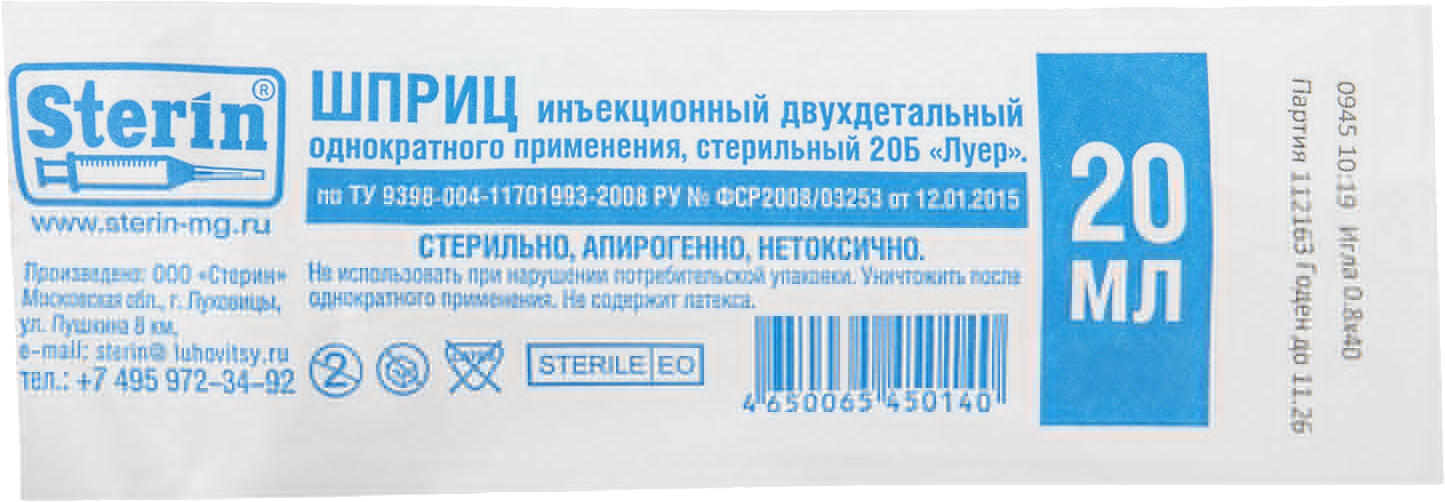 Sterin®
www.sterin-mg.ru
Произведено: ООО «Стерин»
Московская обл., г. Луховицы,
ул. Пушкина 8 км,
e-mail: sterin@ luhovitsy.ru
тел.: +7 495 972–34–92
ШПРИЦ инъекционный двухдетальный
однократного применения, стерильный 20Б «Луер».
по ТУ 9398-004-11701993-2008 РУ № ФСР2008/03253 от 12.01.2015
СТЕРИЛЬНО, АПИРОГЕННО, НЕТОКСИЧНО.
Не использовать при нарушении потребительской упаковки. Уничтожить после
однократного применения. Не содержит латекса.
2
STERILE EO
4 650065 450140
20
МЛ
0945 10:19 Игла 0.8х40
Партия 112163 Годен до 11.26